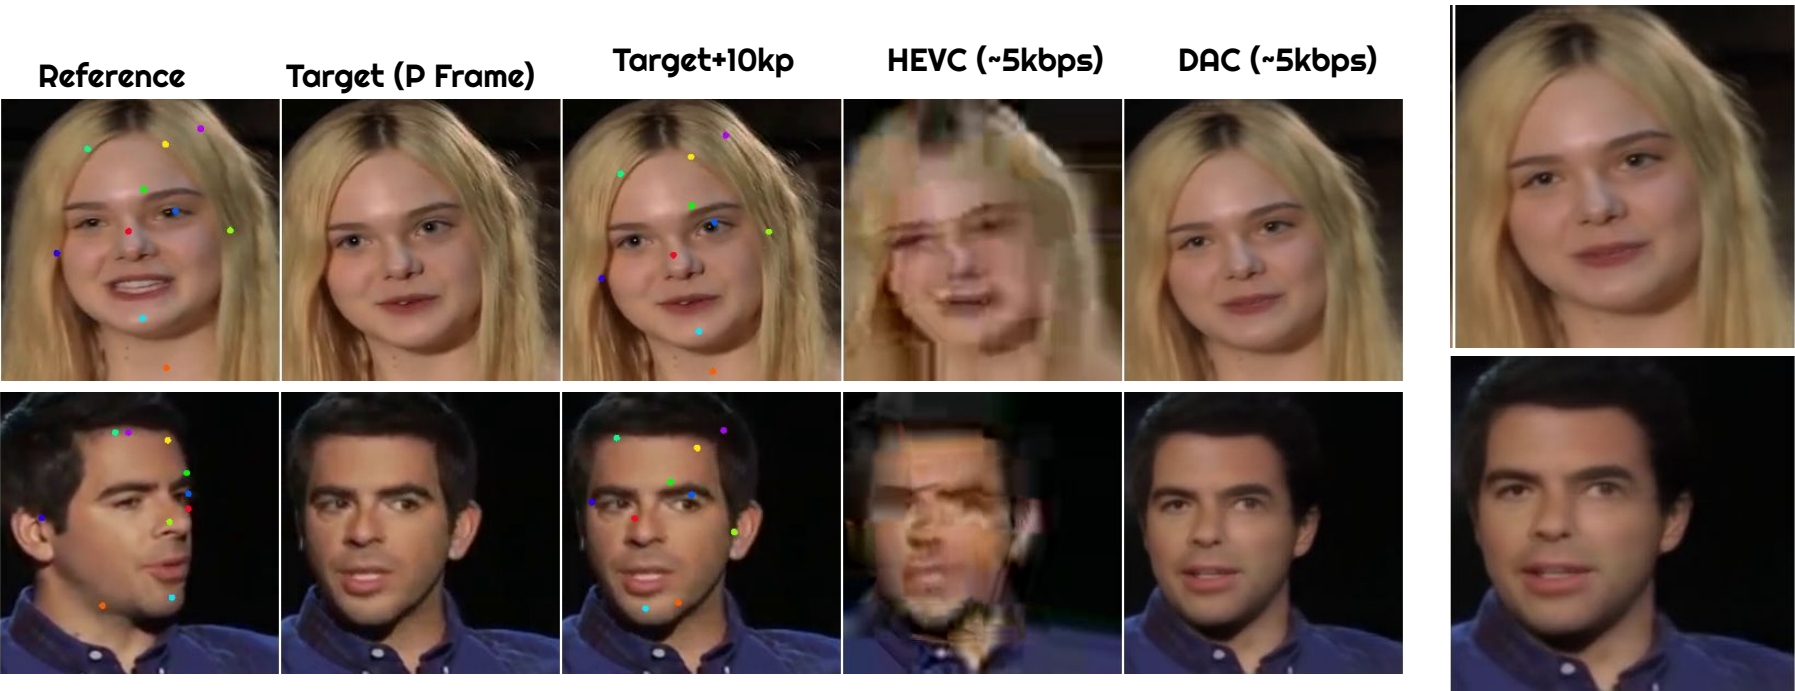 Reference
Target (P Frame)
Target+10kp
HEVC (~5kbps)
DAC (~5kbps)